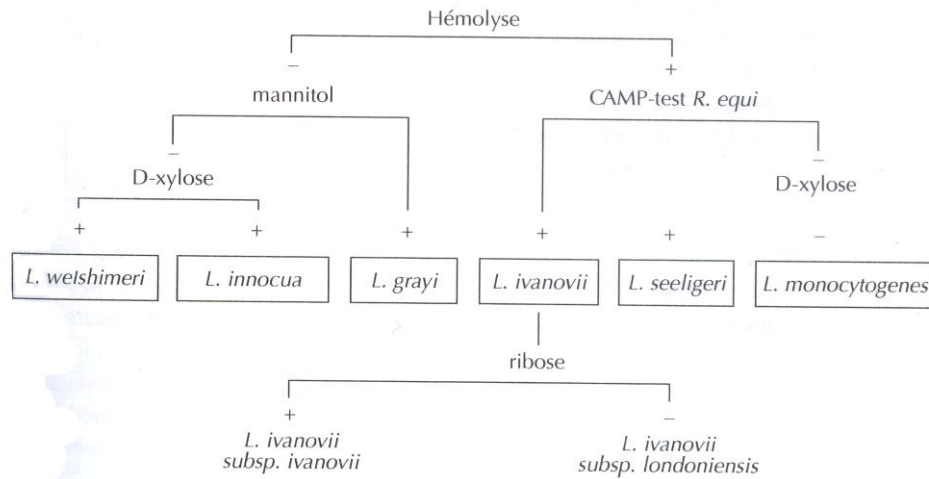 Hémolyse
– +
mannitol CAMP-test R. equi
– –
D-xylose D-xylose
+ + + + + –
L. welshimeri L. innocua L. grayi L. ivanovii L. seeligeri L. monocytogenes
ribose
+ –
L. ivanovii L. ivanovii
subsp. ivanovii subsp. londoniensis